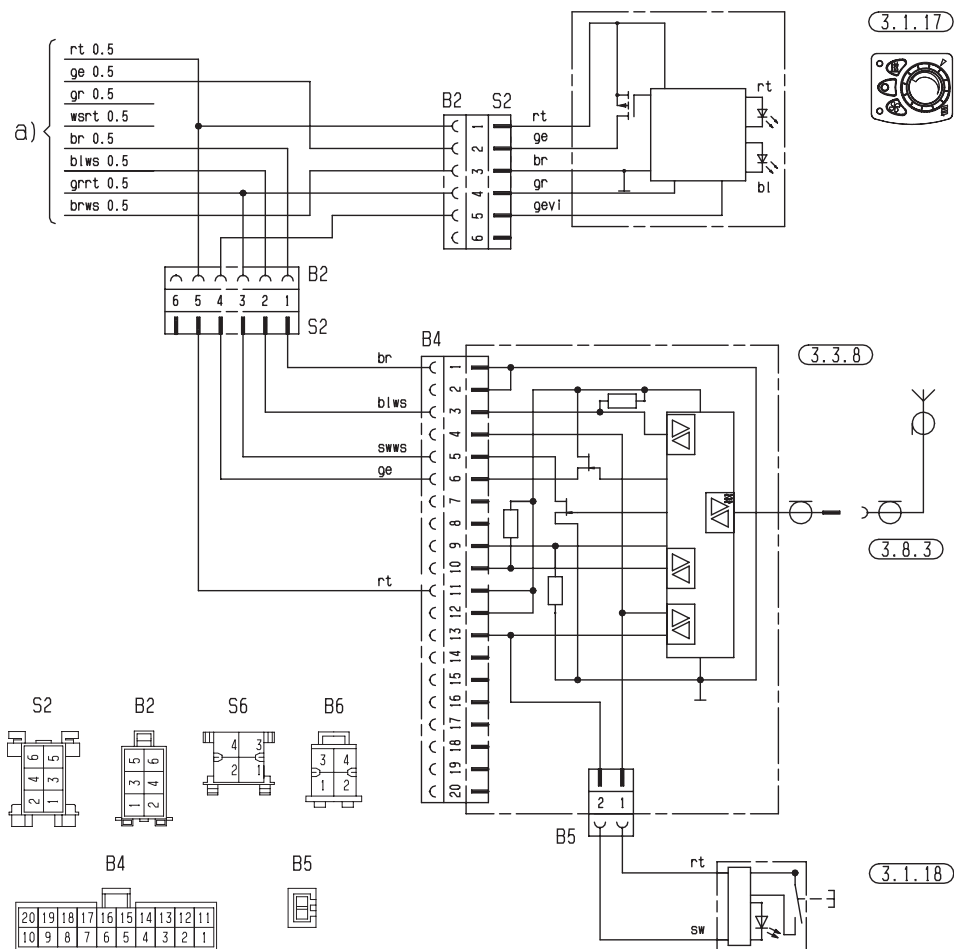 3.1.17
a)
rt 0.5
ge 0.5
gr 0.5
wsrt 0.5
br 0.5
blws 0.5
grrt 0.5
brws 0.5
B2 S2
1
2
3
4
5
6
rt
ge
br
gr
gevi
rt
bl
B2
6 5 4 3 2 1
S2
B4
br
blws
swws
ge
rt
1
2
3
4
5
6
7
8
9
10
11
12
13
14
15
16
17
18
19
20
3.3.8
3.8.3
2 1
B5
rt
sw
3.1.18
S2
6 5
4 3
2 1
B2
5 6
3 4
1 2
S6
4 3
2 1
B6
3 4
1 2
B4
20 19 18 17 16 15 14 13 12 11
10 9 8 7 6 5 4 3 2 1
B5